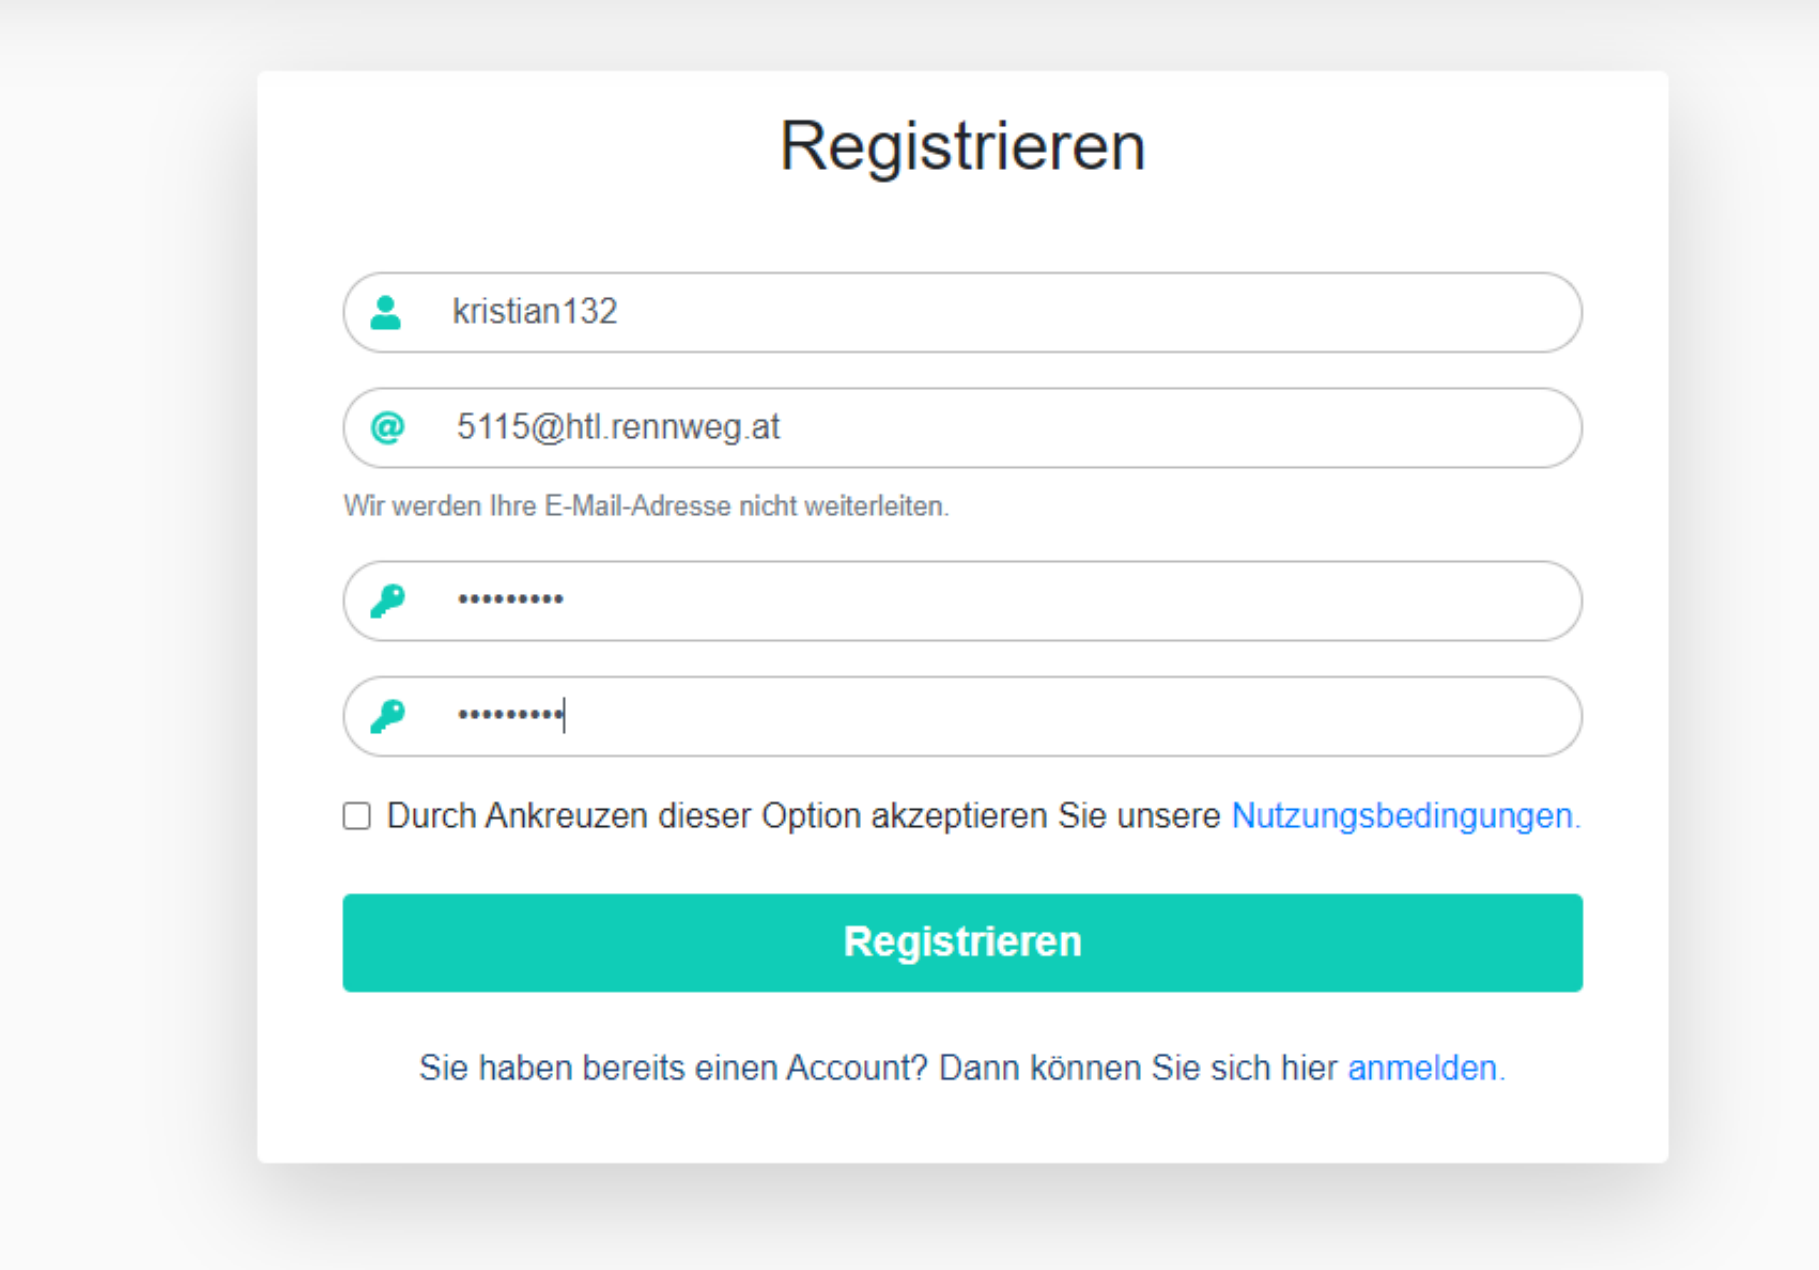 Registrieren
kristian132
5115@htl.rennweg.at
Wir werden Ihre E-Mail-Adresse nicht weiterleiten.
•••••••••
•••••••••
Durch Ankreuzen dieser Option akzeptieren Sie unsere Nutzungsbedingungen.
Registrieren
Sie haben bereits einen Account? Dann können Sie sich hier anmelden.